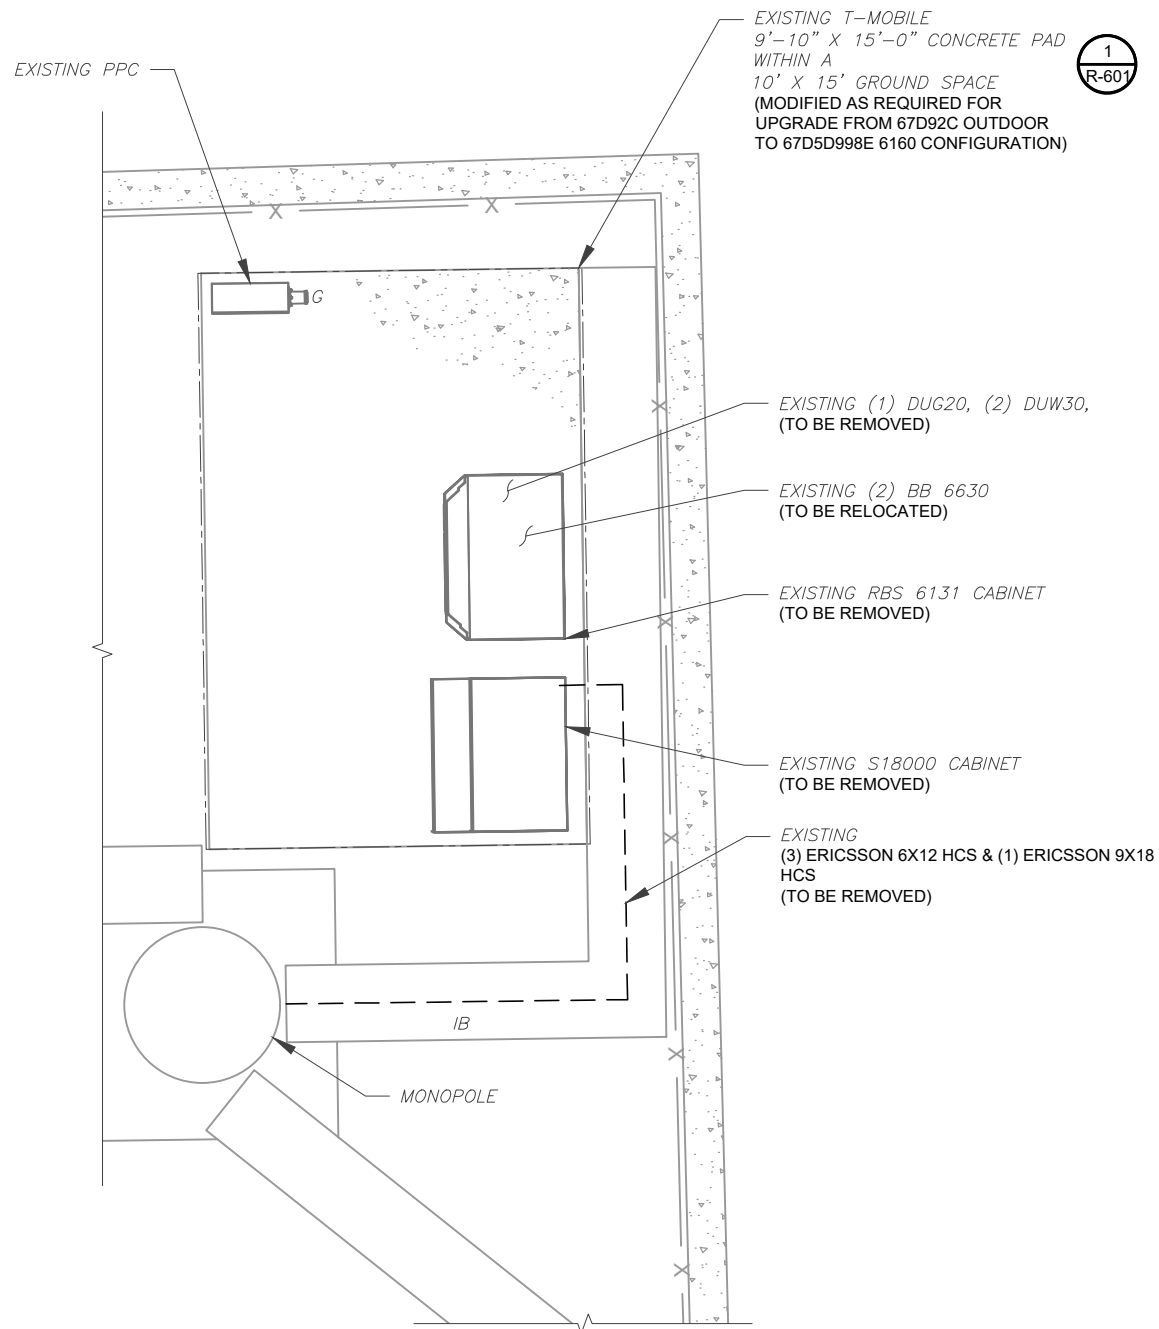 EXISTING T-MOBILE
9'-10" X 15'-0" CONCRETE PAD
WITHIN A
10' X 15' GROUND SPACE
(MODIFIED AS REQUIRED FOR
UPGRADE FROM 67D92C OUTDOOR
TO 67D5D998E 6160 CONFIGURATION)
1
R-601
EXISTING PPC
X
X
G
X
EXISTING (1) DUG20, (2) DUW30,
(TO BE REMOVED)
EXISTING (2) BB 6630
(TO BE RELOCATED)
EXISTING RBS 6131 CABINET
(TO BE REMOVED)
X
EXISTING S18000 CABINET
(TO BE REMOVED)
X
EXISTING
(3) ERICSSON 6X12 HCS & (1) ERICSSON 9X18
HCS
(TO BE REMOVED)
IB
X
MONOPOLE
X